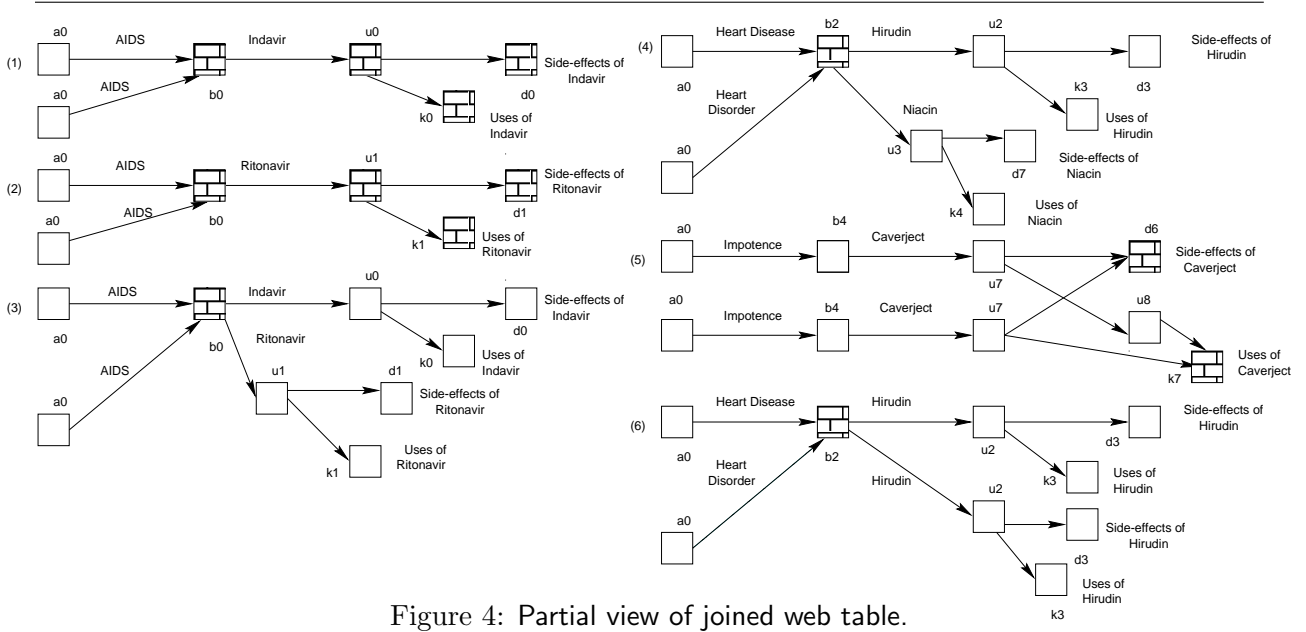 (1)
a0
AIDS
a0
AIDS
b0
Indavir
u0
Side-effects of
Indavir
d0
k0
Uses of
Indavir
(2)
a0
AIDS
a0
AIDS
b0
Ritonavir
u1
Side-effects of
Ritonavir
d1
k1
Uses of
Ritonavir
(3)
a0
AIDS
a0
AIDS
b0
Indavir
u0
Side-effects of
Indavir
d0
k0
Uses of
Indavir
Ritonavir
u1
d1
Side-effects of
Ritonavir
k1
Uses of
Ritonavir
(4)
a0
Heart Disease
b2
Hirudin
u2
d3
Side-effects of
Hirudin
k3
Uses of
Hirudin
a0
Heart
Disorder
Niacin
u3
d7
Side-effects of
Niacin
k4
Uses of
Niacin
(5)
a0
Impotence
b4
Caverject
u7
d6
Side-effects of
Caverject
a0
Impotence
b4
Caverject
u7
u8
k7
Uses of
Caverject
(6)
a0
Heart Disease
b2
Hirudin
u2
d3
Side-effects of
Hirudin
k3
Uses of
Hirudin
a0
Heart
Disorder
Hirudin
u2
Side-effects of
Hirudin
d3
Uses of
Hirudin
k3
Figure 4: Partial view of joined web table.